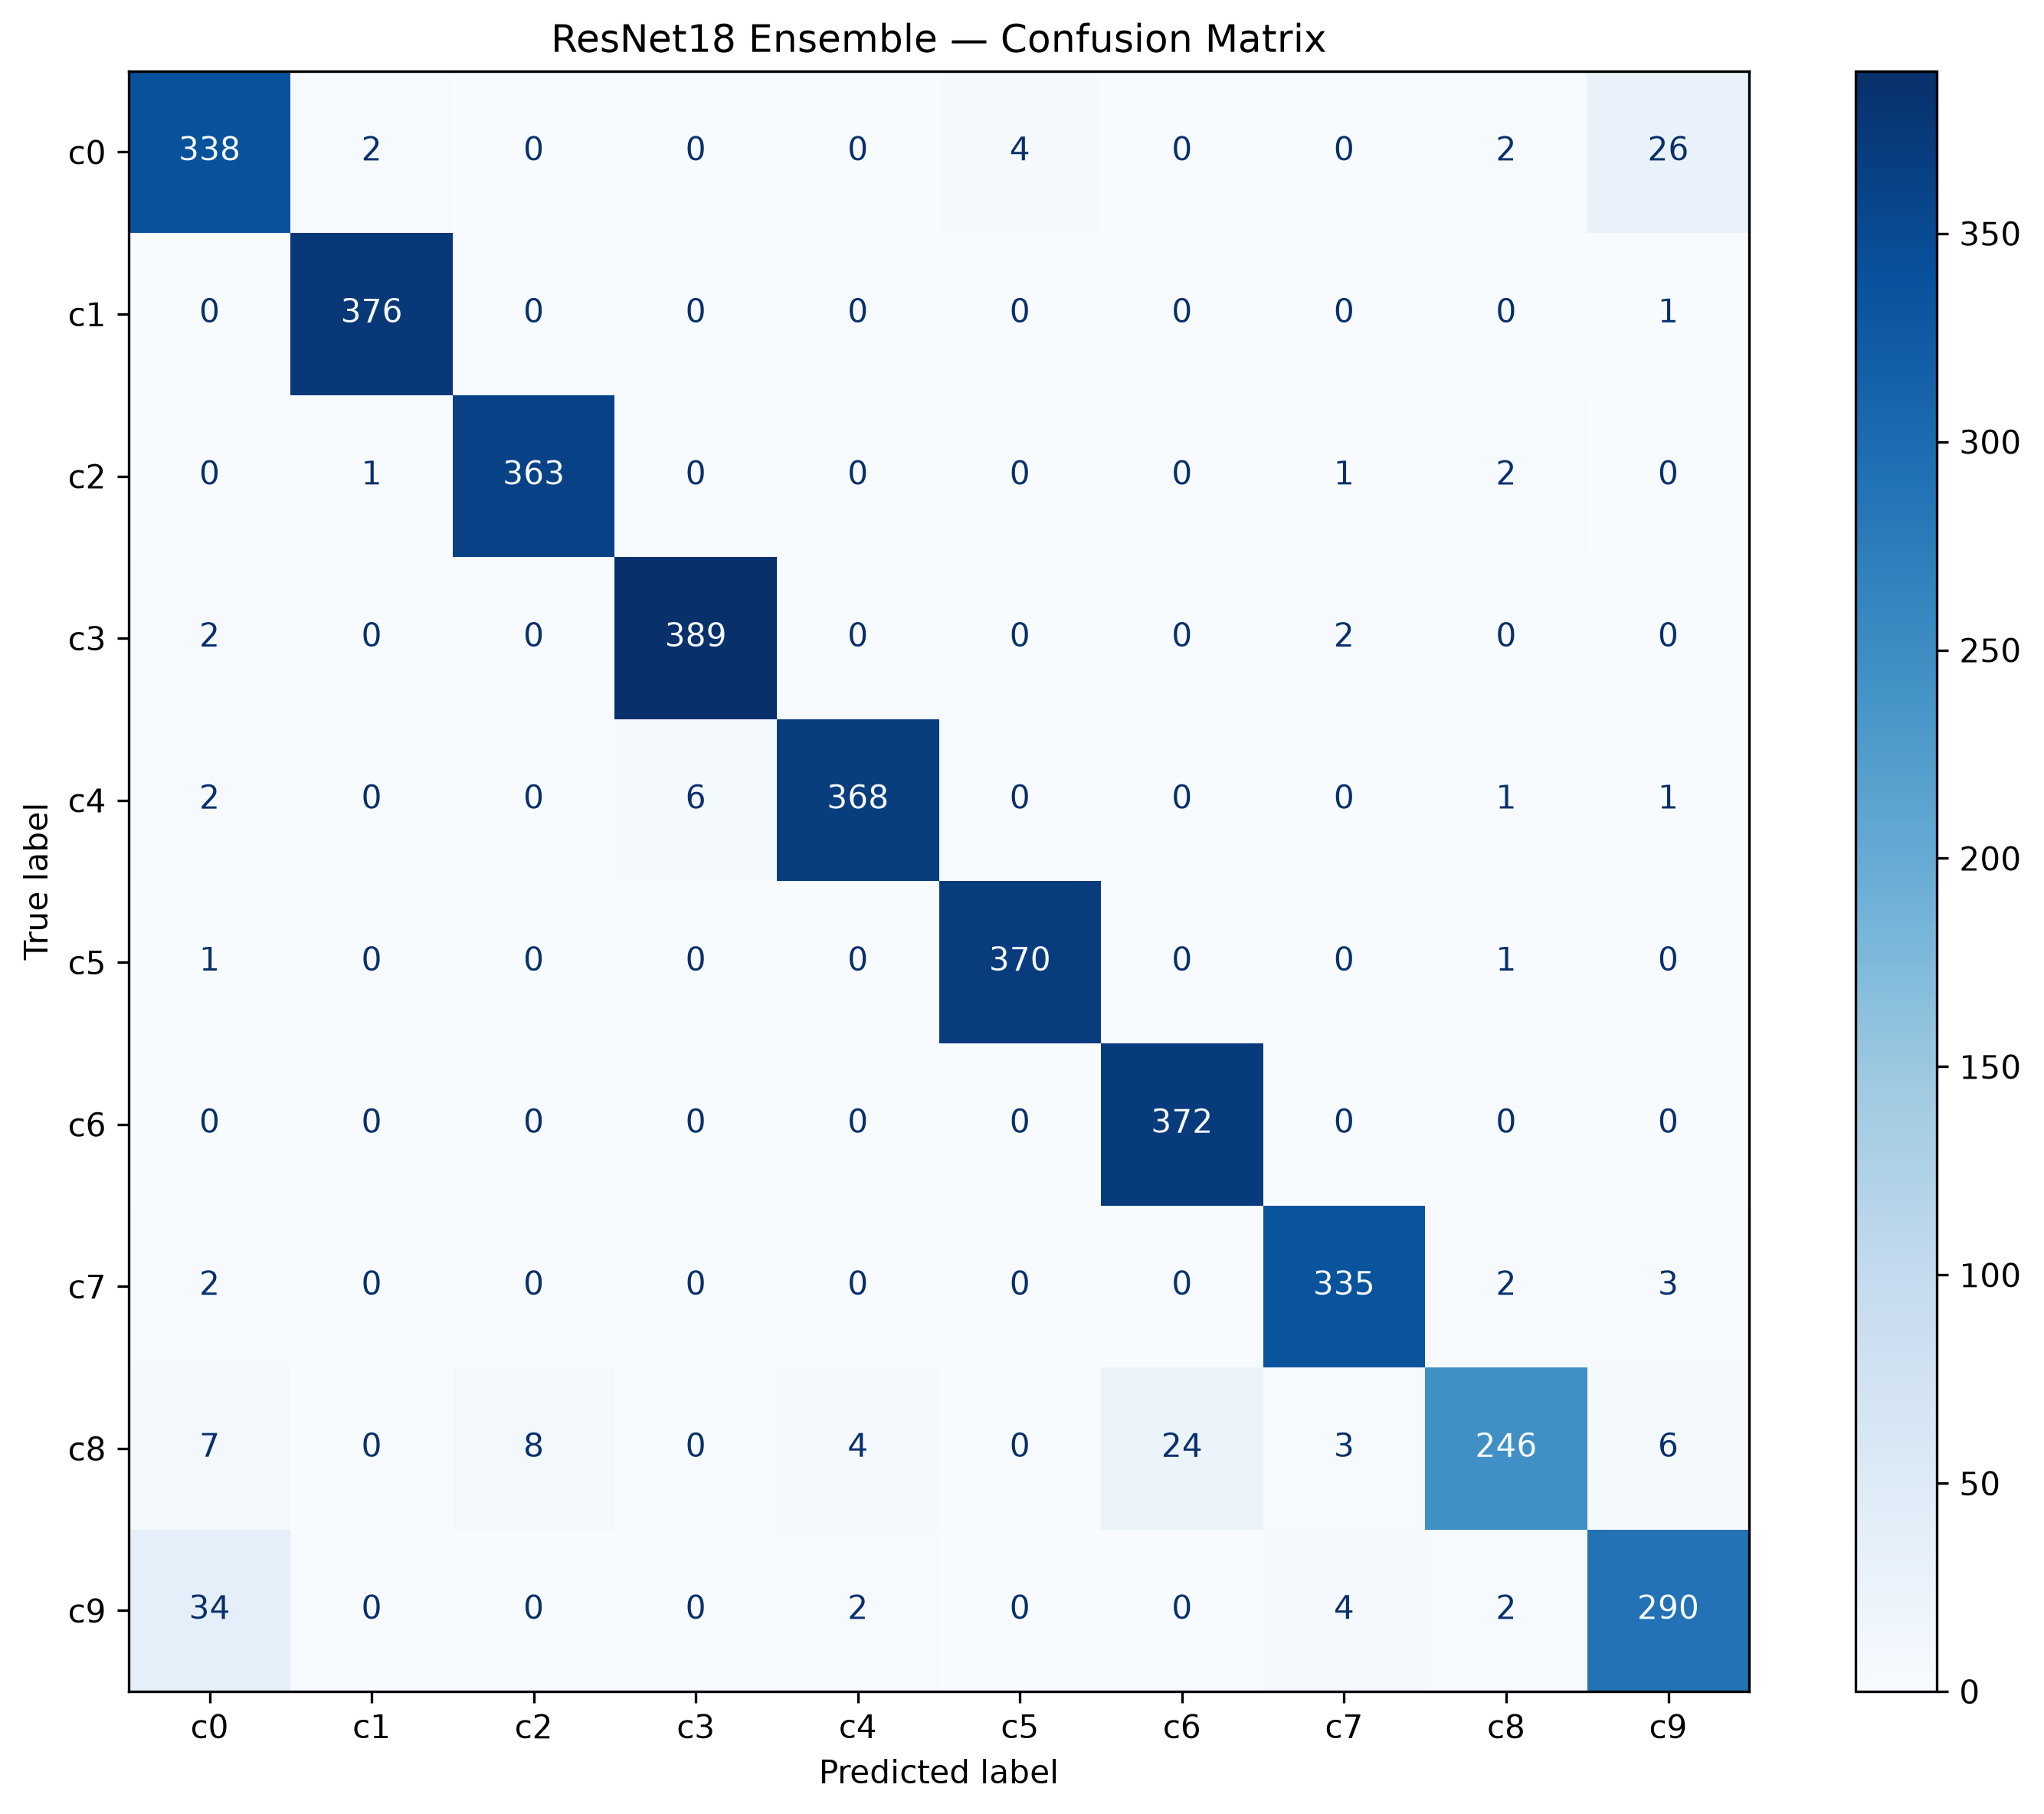 ResNet18 Ensemble — Confusion Matrix
c0 338 2 0 0 0 4 0 0 2 26
c1 0 376 0 0 0 0 0 0 0 1
c2 0 1 363 0 0 0 0 1 2 0
c3 2 0 0 389 0 0 0 2 0 0
c4 2 0 0 6 368 0 0 0 1 1
c5 1 0 0 0 0 370 0 0 1 0
c6 0 0 0 0 0 0 372 0 0 0
c7 2 0 0 0 0 0 0 335 2 3
c8 7 0 8 0 4 0 24 3 246 6
c9 34 0 0 0 2 0 0 4 2 290
c0 c1 c2 c3 c4 c5 c6 c7 c8 c9
Predicted label
True label
350
300
250
200
150
100
50
0